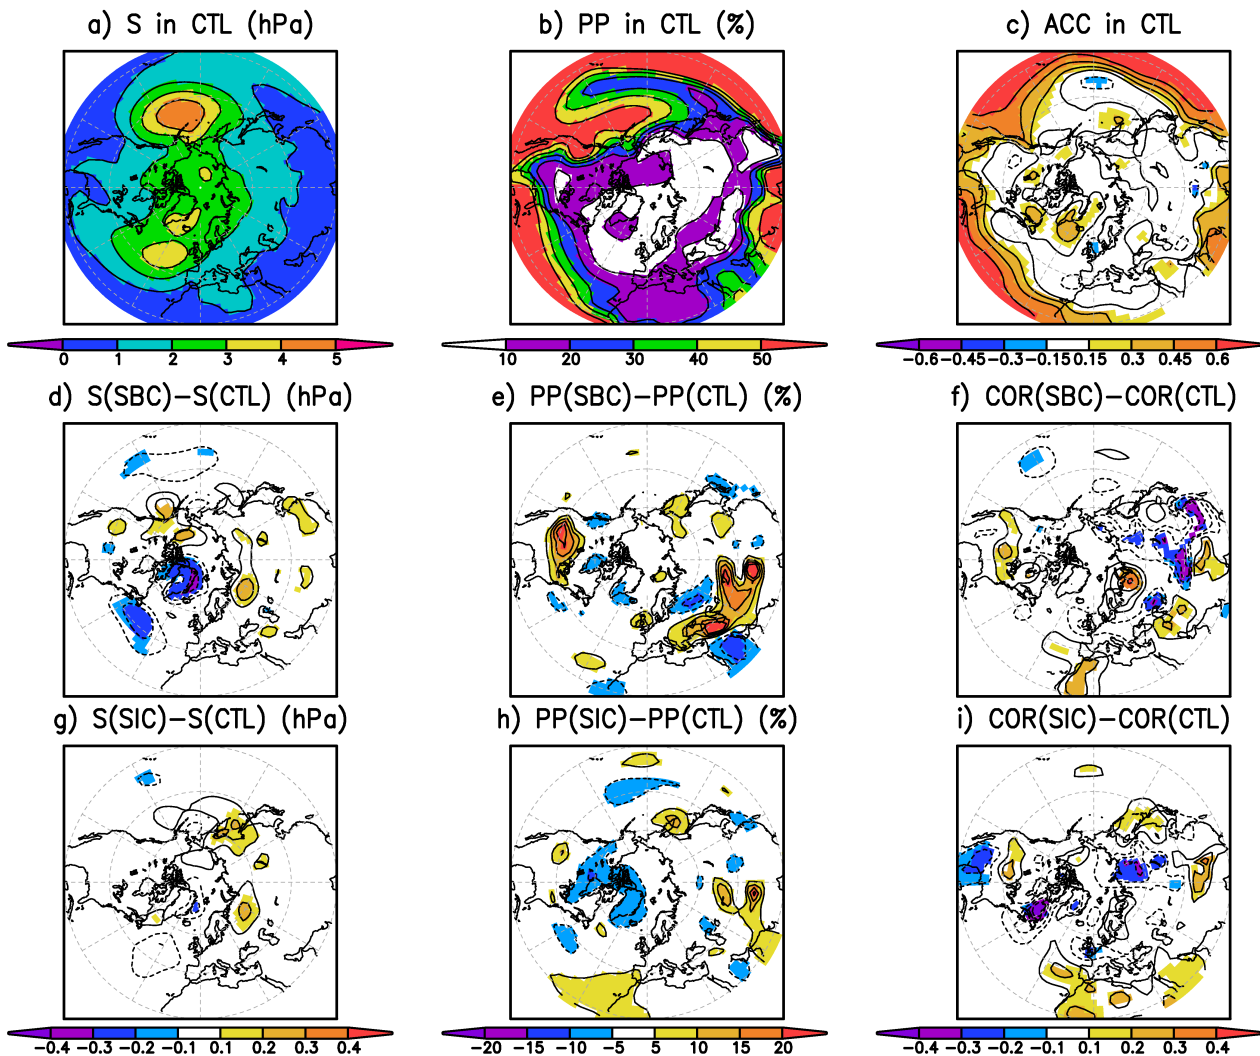 a) S in CTL (hPa)
b) PP in CTL (%)
c) ACC in CTL
0 1 2 3 4 5
10 20 30 40 50
−0.6 −0.45 −0.3 −0.15 0.15 0.3 0.45 0.6
d) S(SBC)−S(CTL) (hPa)
e) PP(SBC)−PP(CTL) (%)
f) COR(SBC)−COR(CTL)
g) S(SIC)−S(CTL) (hPa)
h) PP(SIC)−PP(CTL) (%)
i) COR(SIC)−COR(CTL)
−0.4 −0.3 −0.2 −0.1 0.1 0.2 0.3 0.4
−20 −15 −10 −5 5 10 15 20
−0.4 −0.3 −0.2 −0.1 0.1 0.2 0.3 0.4